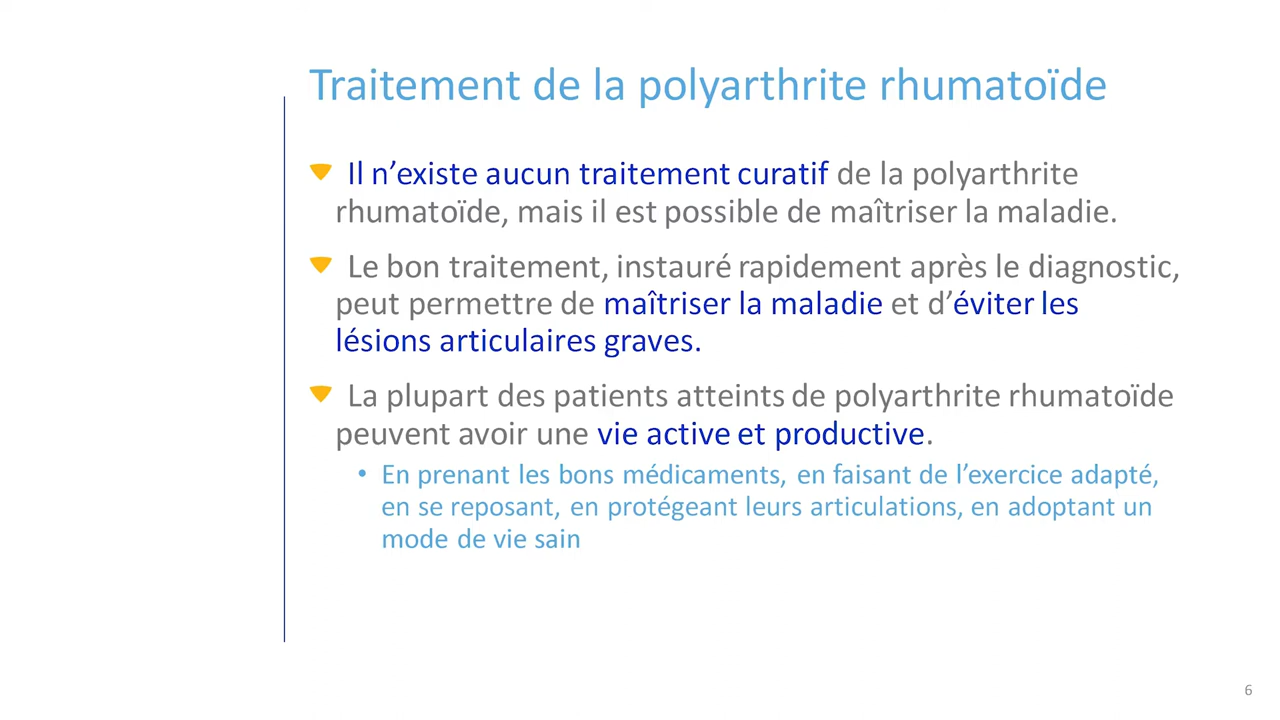 Traitement de la polyarthrite rhumatoïde
Il n’existe aucun traitement curatif de la polyarthrite
rhumatoïde, mais il est possible de maîtriser la maladie.
Le bon traitement, instauré rapidement après le diagnostic,
peut permettre de maîtriser la maladie et d’éviter les
lésions articulaires graves.
La plupart des patients atteints de polyarthrite rhumatoïde
peuvent avoir une vie active et productive.
• En prenant les bons médicaments, en faisant de l’exercice adapté,
en se reposant, en protégeant leurs articulations, en adoptant un
mode de vie sain
6